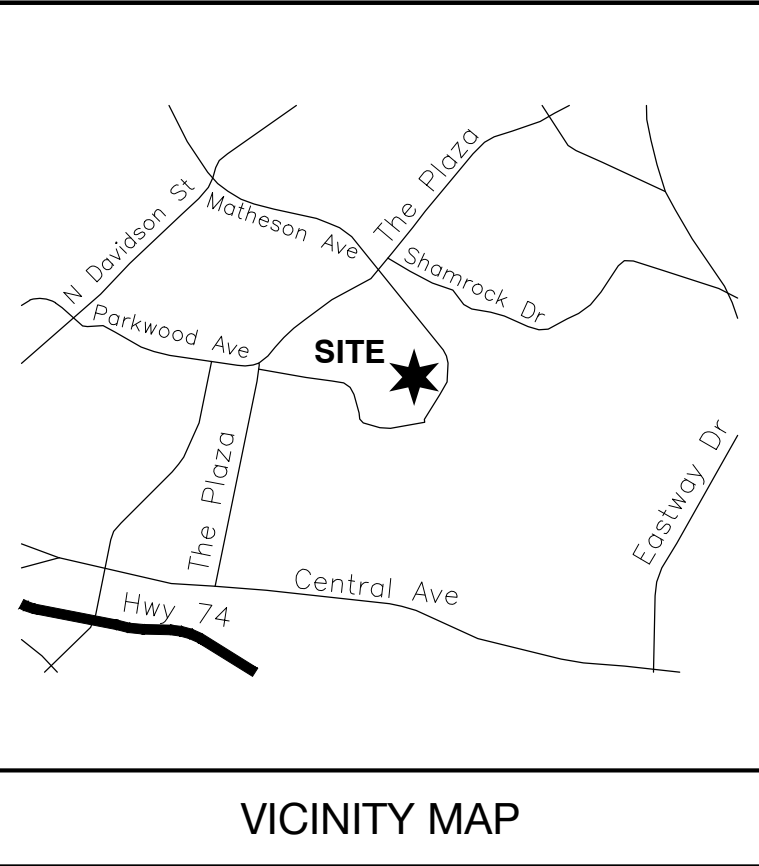 The Plaza
N Davidson St
Matheson Ave
Shamrock Dr
Parkwood Ave
SITE
The Plaza
Eastway Dr
Central Ave
Hwy 74
VICINITY MAP